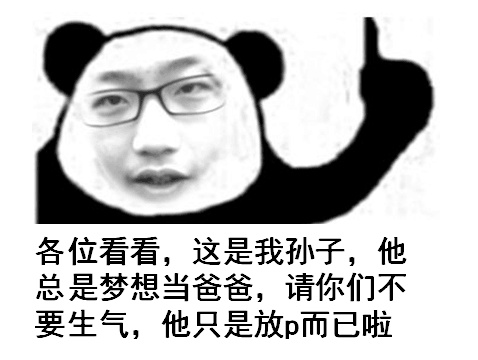 各位看看，这是我孙子，他
总是梦想当爸爸，请你们不
要生气，他只是放p而已啦